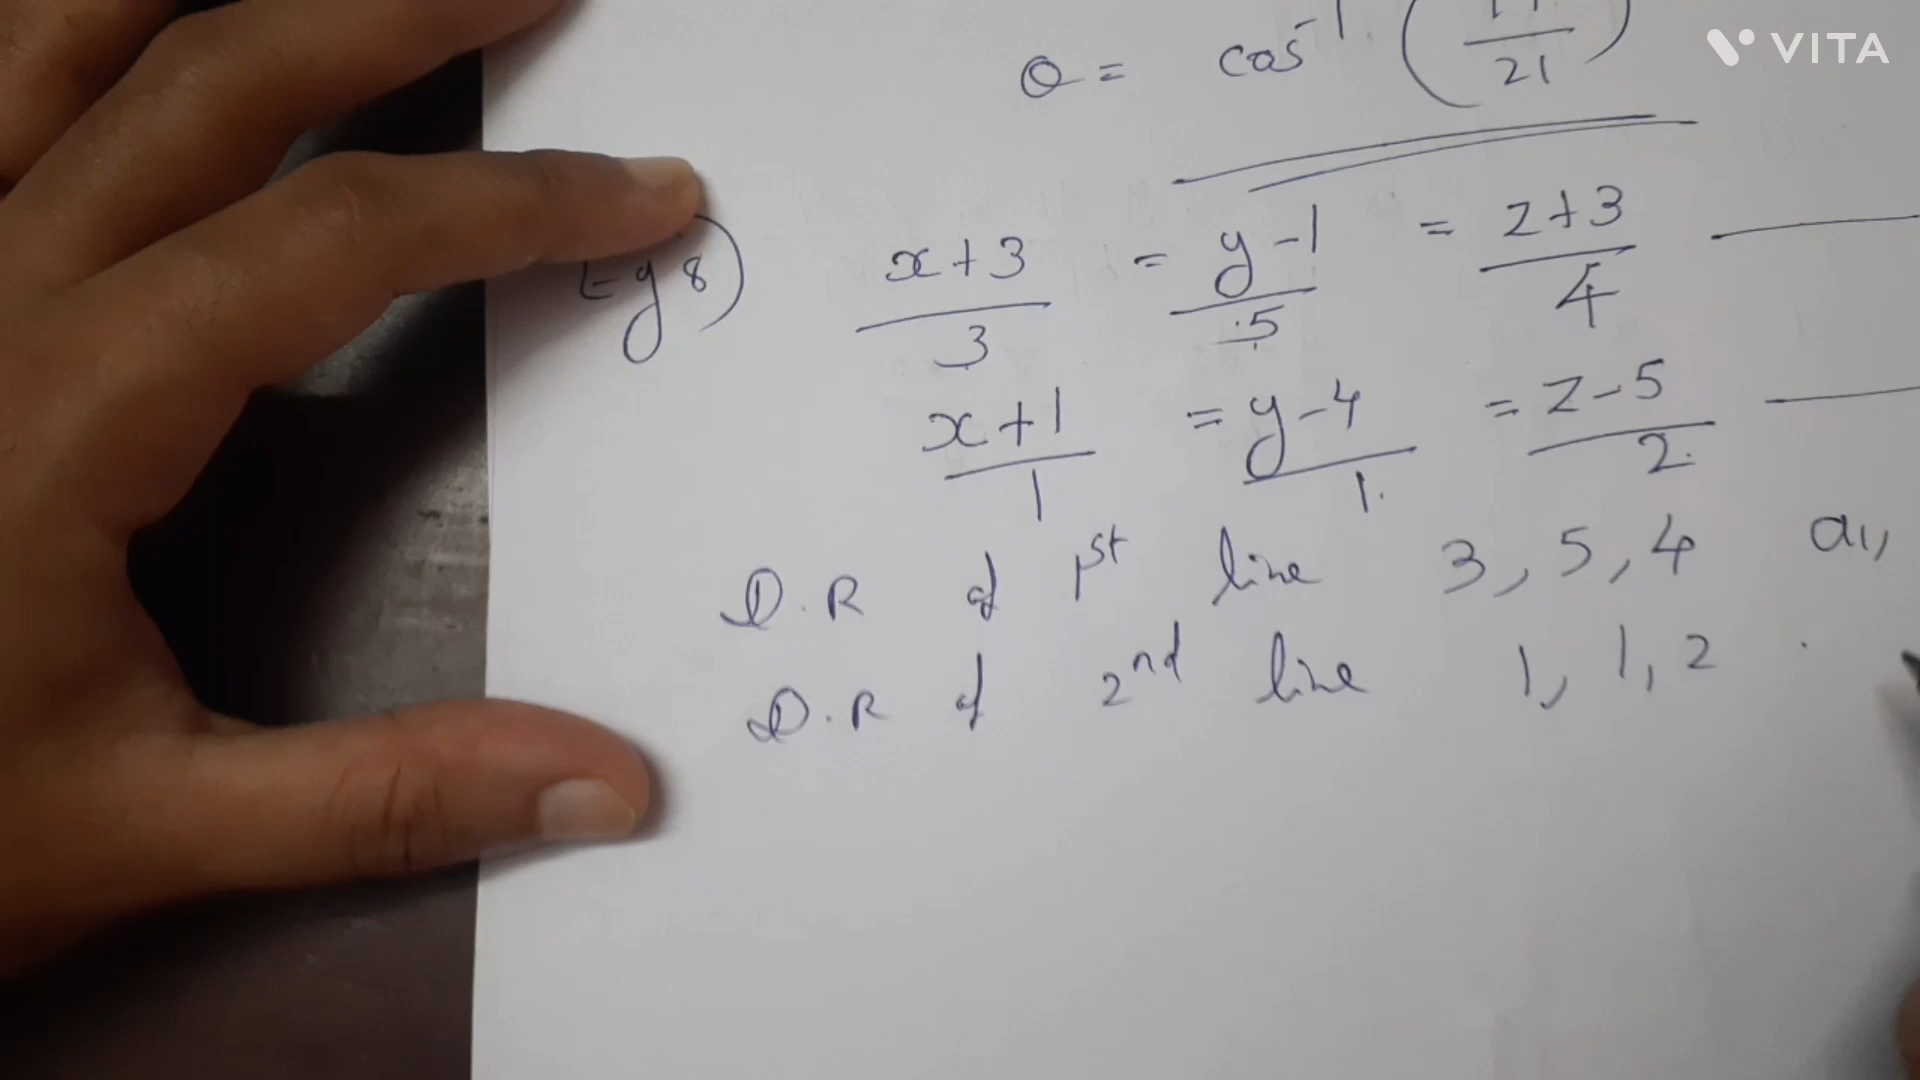 VITA
θ = cos⁻¹ ( /21)
Eg 8) x+3/3 = y-1/5 = z+3/4
x+1/1 = y-4/1 = z-5/2
D.R of 1st line 3, 5, 4 a1,
D.R of 2nd line 1, 1, 2